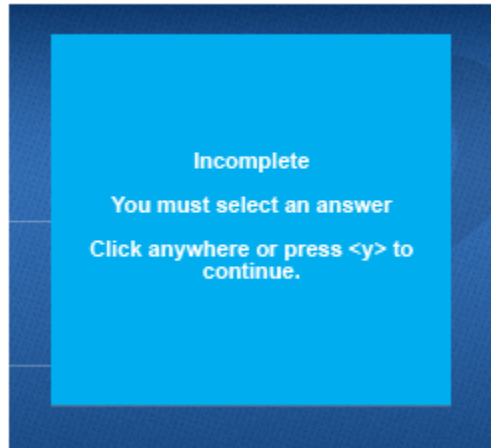 Incomplete
You must select an answer
Click anywhere or press <y> to
continue.